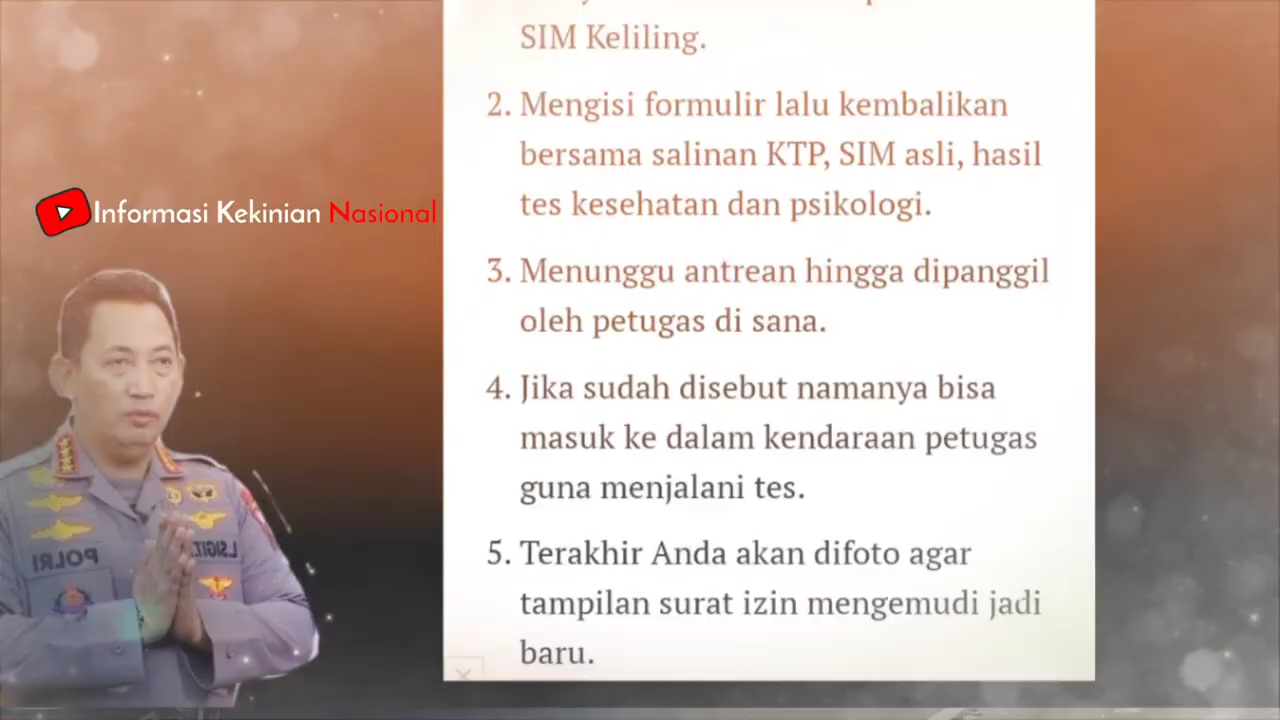 SIM Keliling.
2. Mengisi formulir lalu kembalikan
bersama salinan KTP, SIM asli, hasil
tes kesehatan dan psikologi.
Informasi Kekinian Nasional
3. Menunggu antrean hingga dipanggil
oleh petugas di sana.
4. Jika sudah disebut namanya bisa
masuk ke dalam kendaraan petugas
guna menjalani tes.
5. Terakhir Anda akan difoto agar
tampilan surat izin mengemudi jadi
baru.
POLRI